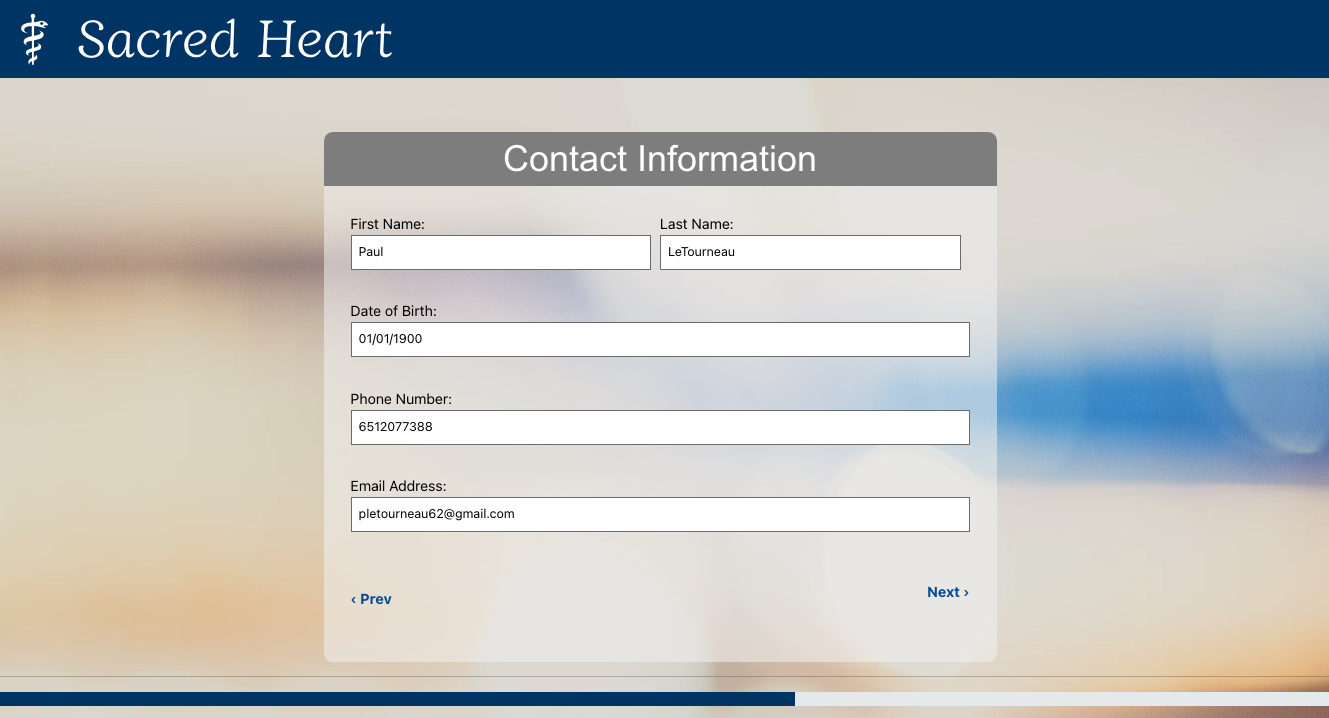 Sacred Heart
Contact Information
First Name: Last Name:
Paul LeTourneau
Date of Birth:
01/01/1900
Phone Number:
6512077388
Email Address:
pletourneau62@gmail.com
‹ Prev Next ›